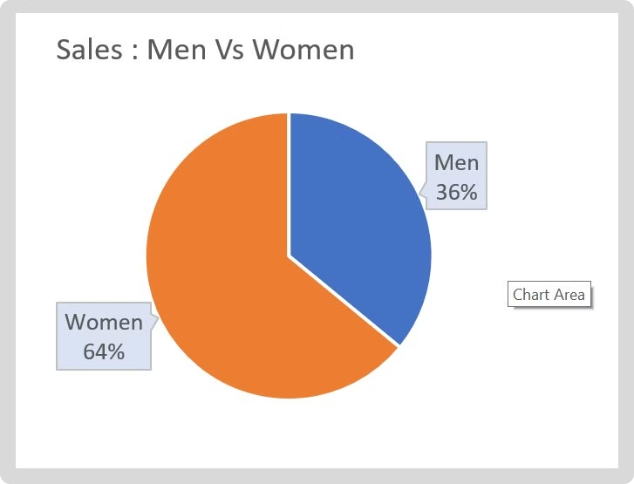 Sales : Men Vs Women
Men
36%
Chart Area
Women
64%